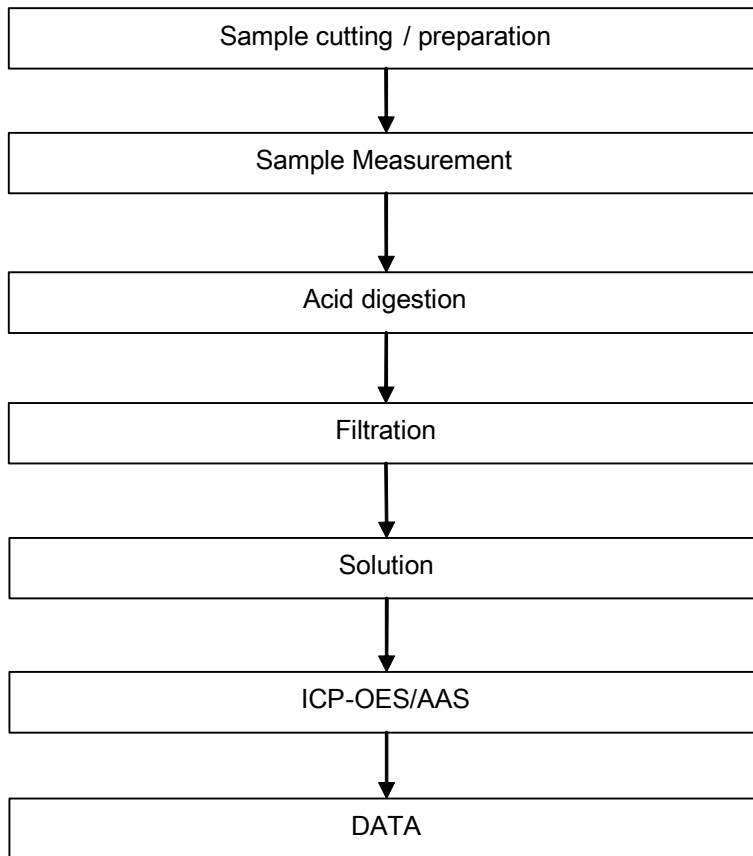 Sample cutting / preparation
Sample Measurement
Acid digestion
Filtration
Solution
ICP-OES/AAS
DATA